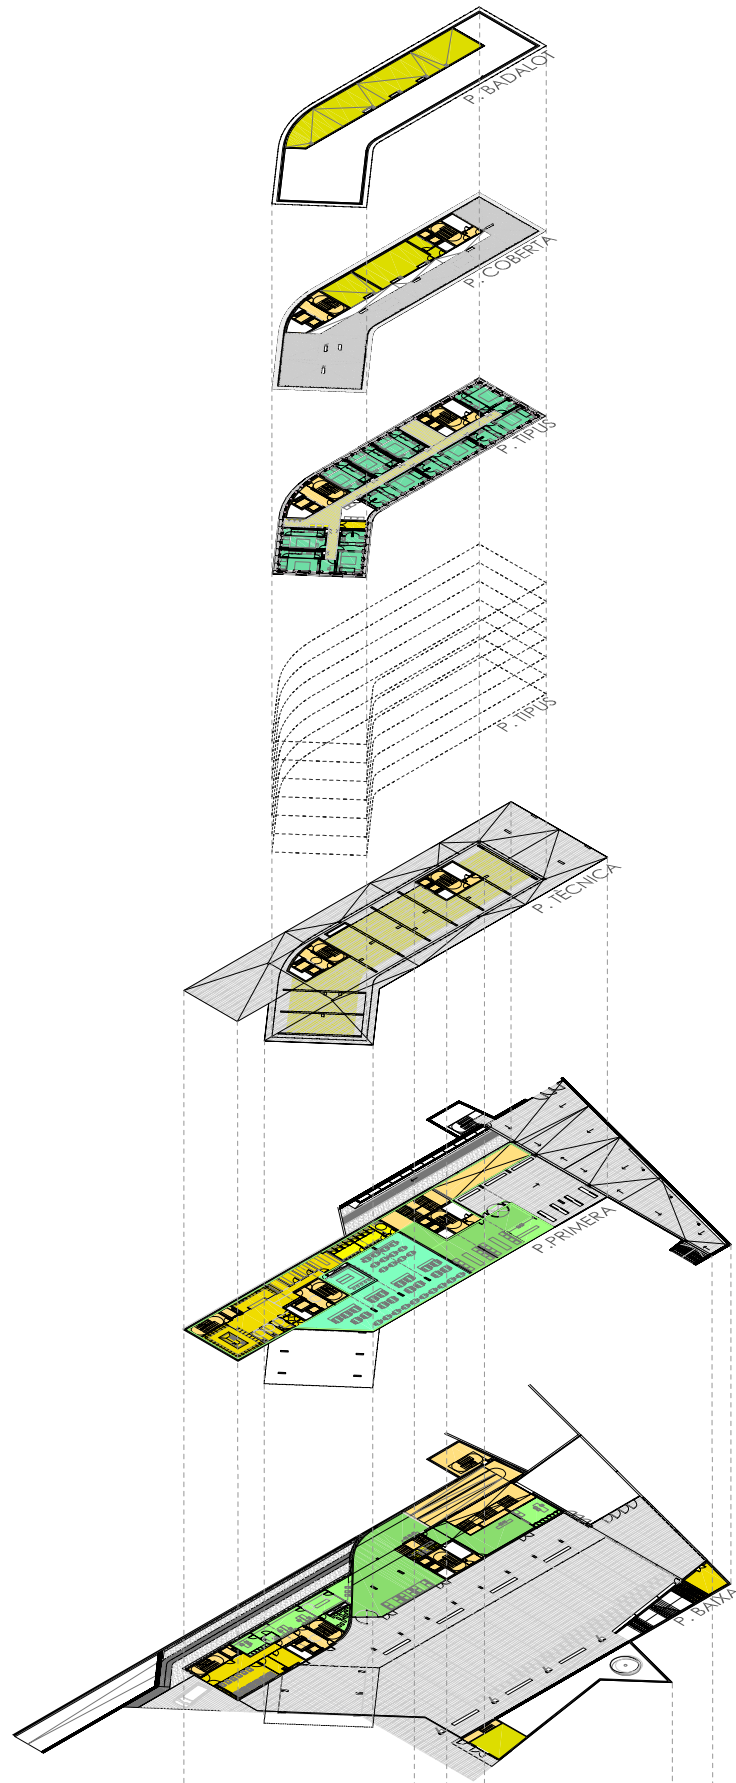 P. BADALOT
P. COBERTA
P. TIPUS
P. TIPUS
P. TECNICA
P.PRIMERA
P. BAIXA